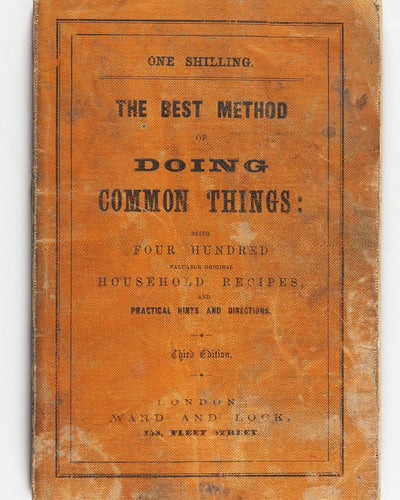 ONE SHILLING.
THE BEST METHOD
OF
DOING
COMMON THINGS:
BEING
FOUR HUNDRED
VALUABLE ORIGINAL
HOUSEHOLD RECIPES,
AND
PRACTICAL HINTS AND DIRECTIONS.
Third Edition.
LONDON:
WARD AND LOCK,
158, FLEET STREET.